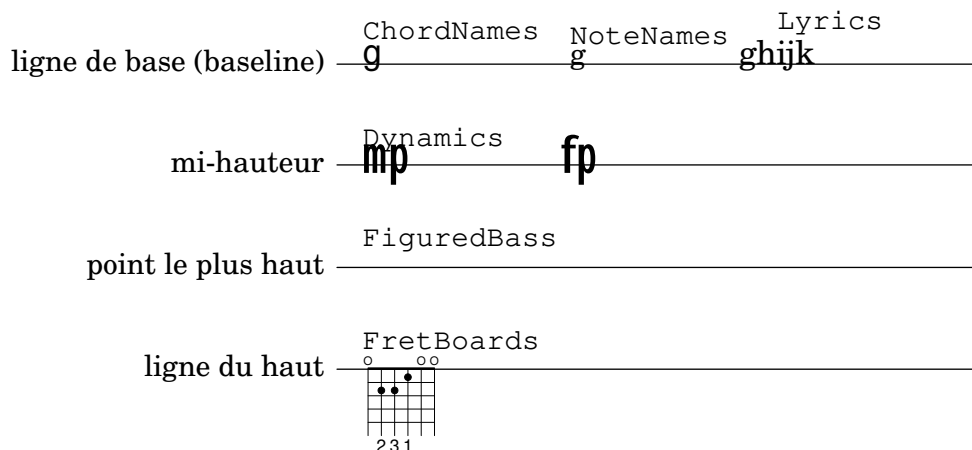 ChordNames NoteNames Lyrics
ligne de base (baseline) g g ghijk
Dynamics
mi-hauteur mp fp
FiguredBass
point le plus haut
FretBoards
o oo
ligne du haut
231